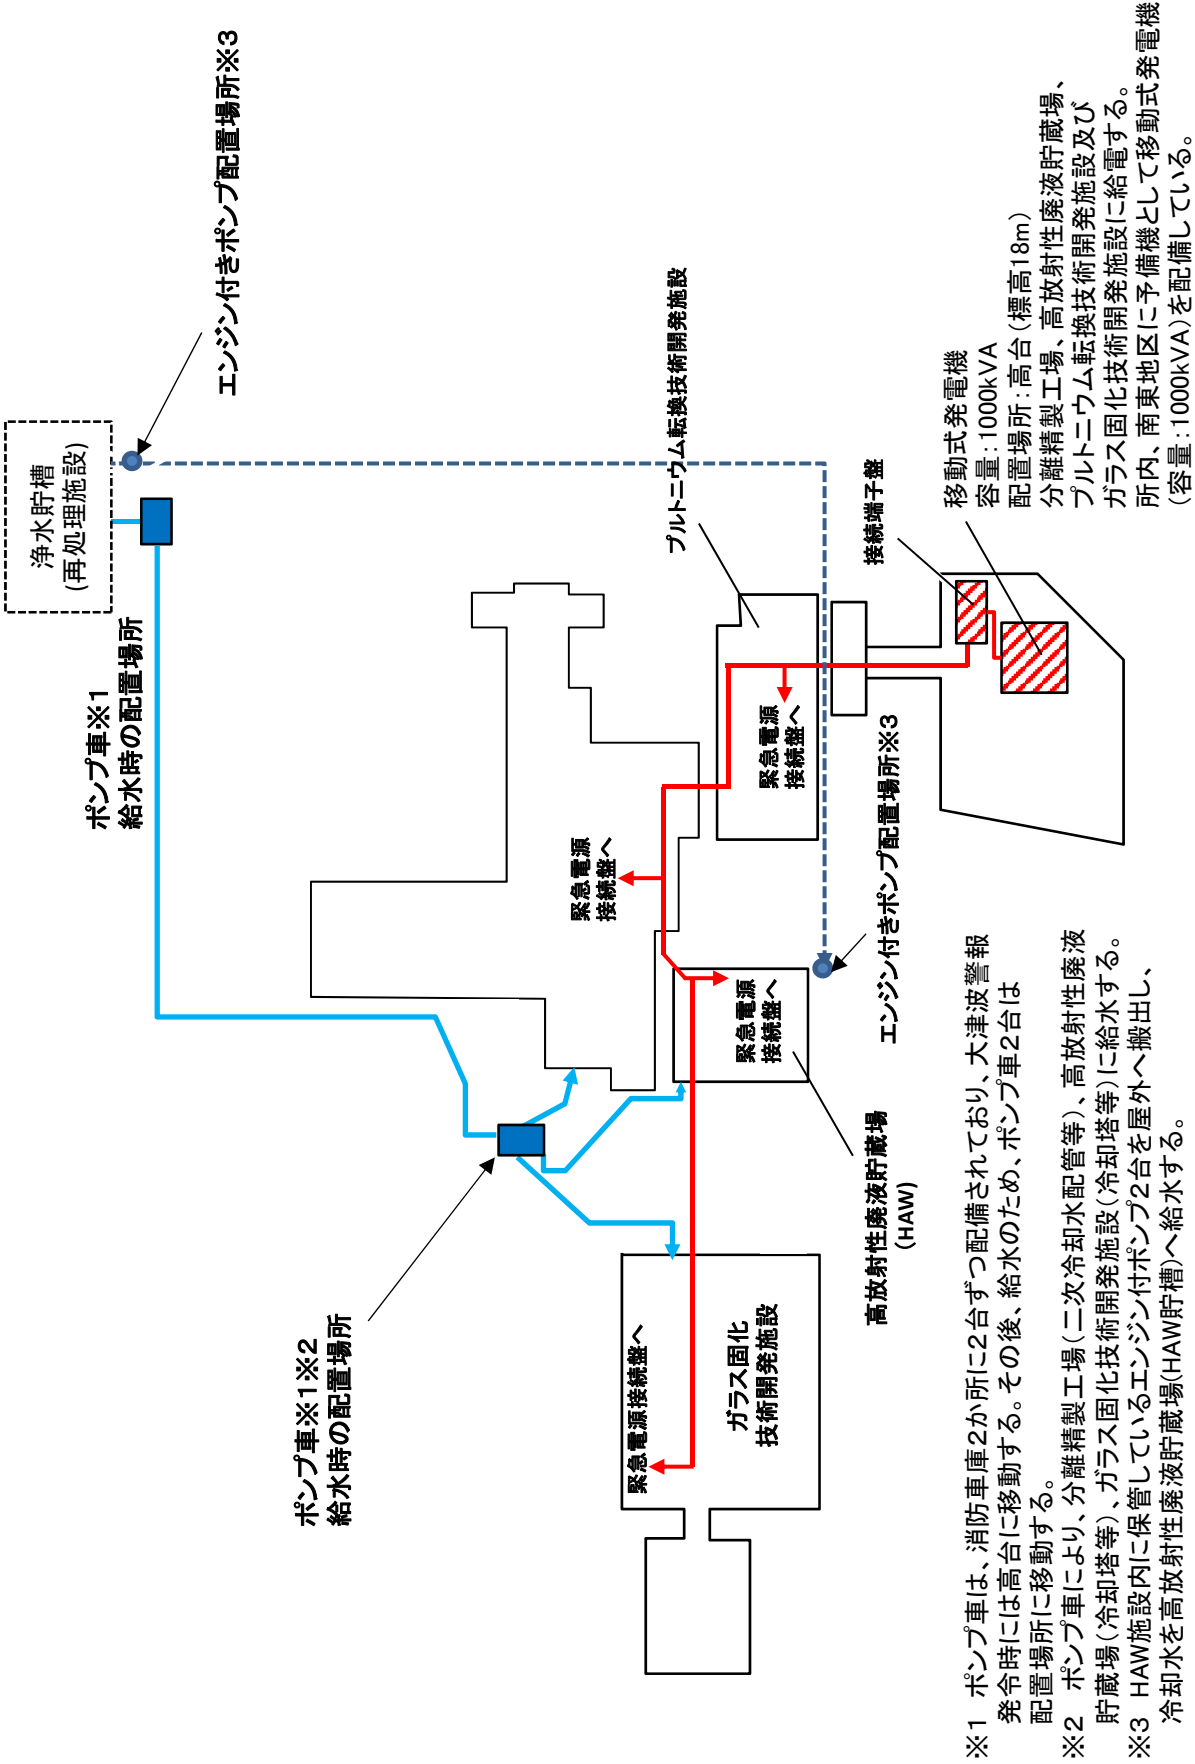 浄水貯槽
(再処理施設)
エンジン付きポンプ配置場所※3
ポンプ車※1
給水時の配置場所
ポンプ車※1※2
給水時の配置場所
プルトニウム転換技術開発施設
緊急電源
接続盤へ
緊急電源
接続盤へ
緊急電源
接続盤へ
緊急電源接続盤へ
ガラス固化
技術開発施設
高放射性廃液貯蔵場
(HAW)
エンジン付きポンプ配置場所※3
接続端子盤
移動式発電機
容量:1000kVA
配置場所:高台(標高18m)
分離精製工場、高放射性廃液貯蔵場、
プルトニウム転換技術開発施設及び
ガラス固化技術開発施設に給電する。
所内、南東地区に予備機として移動式発電機
(容量:1000kVA)を配備している。
※1 ポンプ車は、消防車庫2か所に2台ずつ配備されており、大津波警報
発令時には高台に移動する。その後、給水のため、ポンプ車2台は
配置場所に移動する。
※2 ポンプ車により、分離精製工場(二次冷却水配管等)、高放射性廃液
貯蔵場(冷却塔等)、ガラス固化技術開発施設(冷却塔等)に給水する。
※3 HAW施設内に保管しているエンジン付ポンプ2台を屋外へ搬出し、
冷却水を高放射性廃液貯蔵場(HAW貯槽)へ給水する。